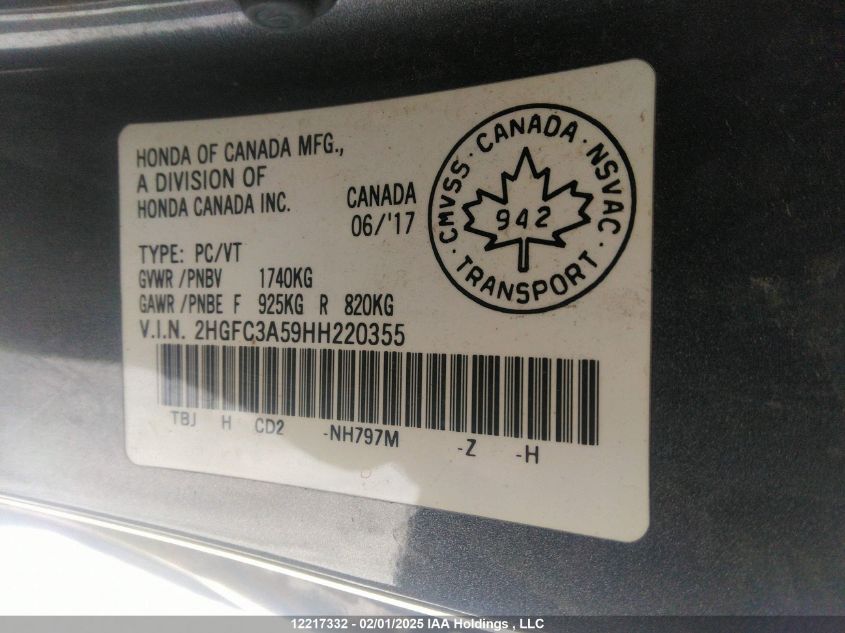 HONDA OF CANADA MFG.,
A DIVISION OF
HONDA CANADA INC.
CANADA
06/'17
TYPE: PC/VT
GVWR /PNBV 1740KG
GAWR /PNBE F 925KG R 820KG
V.I.N. 2HGFC3A59HH220355
TBJ H CD2 -NH797M -Z -H
CMVSS · CANADA · NSVAC
942
· TRANSPORT ·
12217332 - 02/01/2025 IAA Holdings , LLC